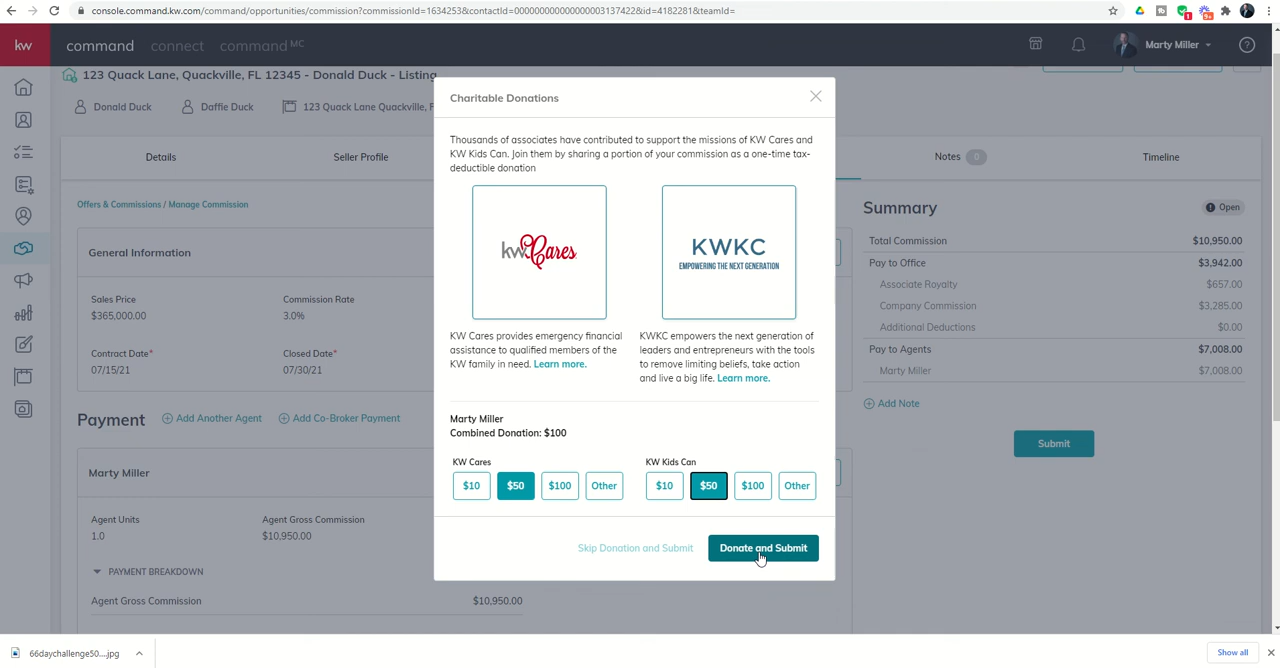 console.command.kw.com/command/opportunities/commission?commissionId=1634253&contactId=00000000000000003137422&id=4182281&teamId=
kw command connect command MC Marty Miller
123 Quack Lane, Quackville, FL 12345 - Donald Duck - Listing
Donald Duck Daffie Duck 123 Quack Lane Quackville, F
Details Seller Profile Notes 0 Timeline
Offers & Commissions / Manage Commission
General Information
Sales Price Commission Rate
$365,000.00 3.0%
Contract Date* Closed Date*
07/15/21 07/30/21
Payment Add Another Agent Add Co-Broker Payment
Marty Miller
Agent Units Agent Gross Commission
1.0 $10,950.00
PAYMENT BREAKDOWN
Agent Gross Commission $10,950.00
Charitable Donations
Thousands of associates have contributed to support the missions of KW Cares and
KW Kids Can. Join them by sharing a portion of your commission as a one-time tax-
deductible donation
kwCares
KWKC
EMPOWERING THE NEXT GENERATION
KW Cares provides emergency financial
assistance to qualified members of the
KW family in need. Learn more.
KWKC empowers the next generation of
leaders and entrepreneurs with the tools
to remove limiting beliefs, take action
and live a big life. Learn more.
Marty Miller
Combined Donation: $100
KW Cares KW Kids Can
$10 $50 $100 Other $10 $50 $100 Other
Skip Donation and Submit Donate and Submit
Summary Open
Total Commission $10,950.00
Pay to Office $3,942.00
Associate Royalty $657.00
Company Commission $3,285.00
Additional Deductions $0.00
Pay to Agents $7,008.00
Marty Miller $7,008.00
Add Note
Submit
66daychallenge50....jpg Show all